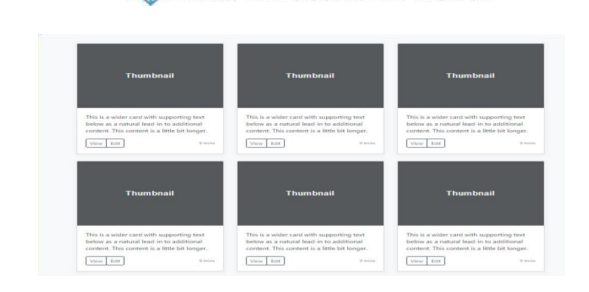 Thumbnail
Thumbnail
Thumbnail
This is a wider card with supporting text
below as a natural lead-in to additional
content. This content is a little bit longer.
View Edit
9 mins
This is a wider card with supporting text
below as a natural lead-in to additional
content. This content is a little bit longer.
View Edit
9 mins
This is a wider card with supporting text
below as a natural lead-in to additional
content. This content is a little bit longer.
View Edit
9 mins
Thumbnail
Thumbnail
Thumbnail
This is a wider card with supporting text
below as a natural lead-in to additional
content. This content is a little bit longer.
View Edit
9 mins
This is a wider card with supporting text
below as a natural lead-in to additional
content. This content is a little bit longer.
View Edit
9 mins
This is a wider card with supporting text
below as a natural lead-in to additional
content. This content is a little bit longer.
View Edit
9 mins